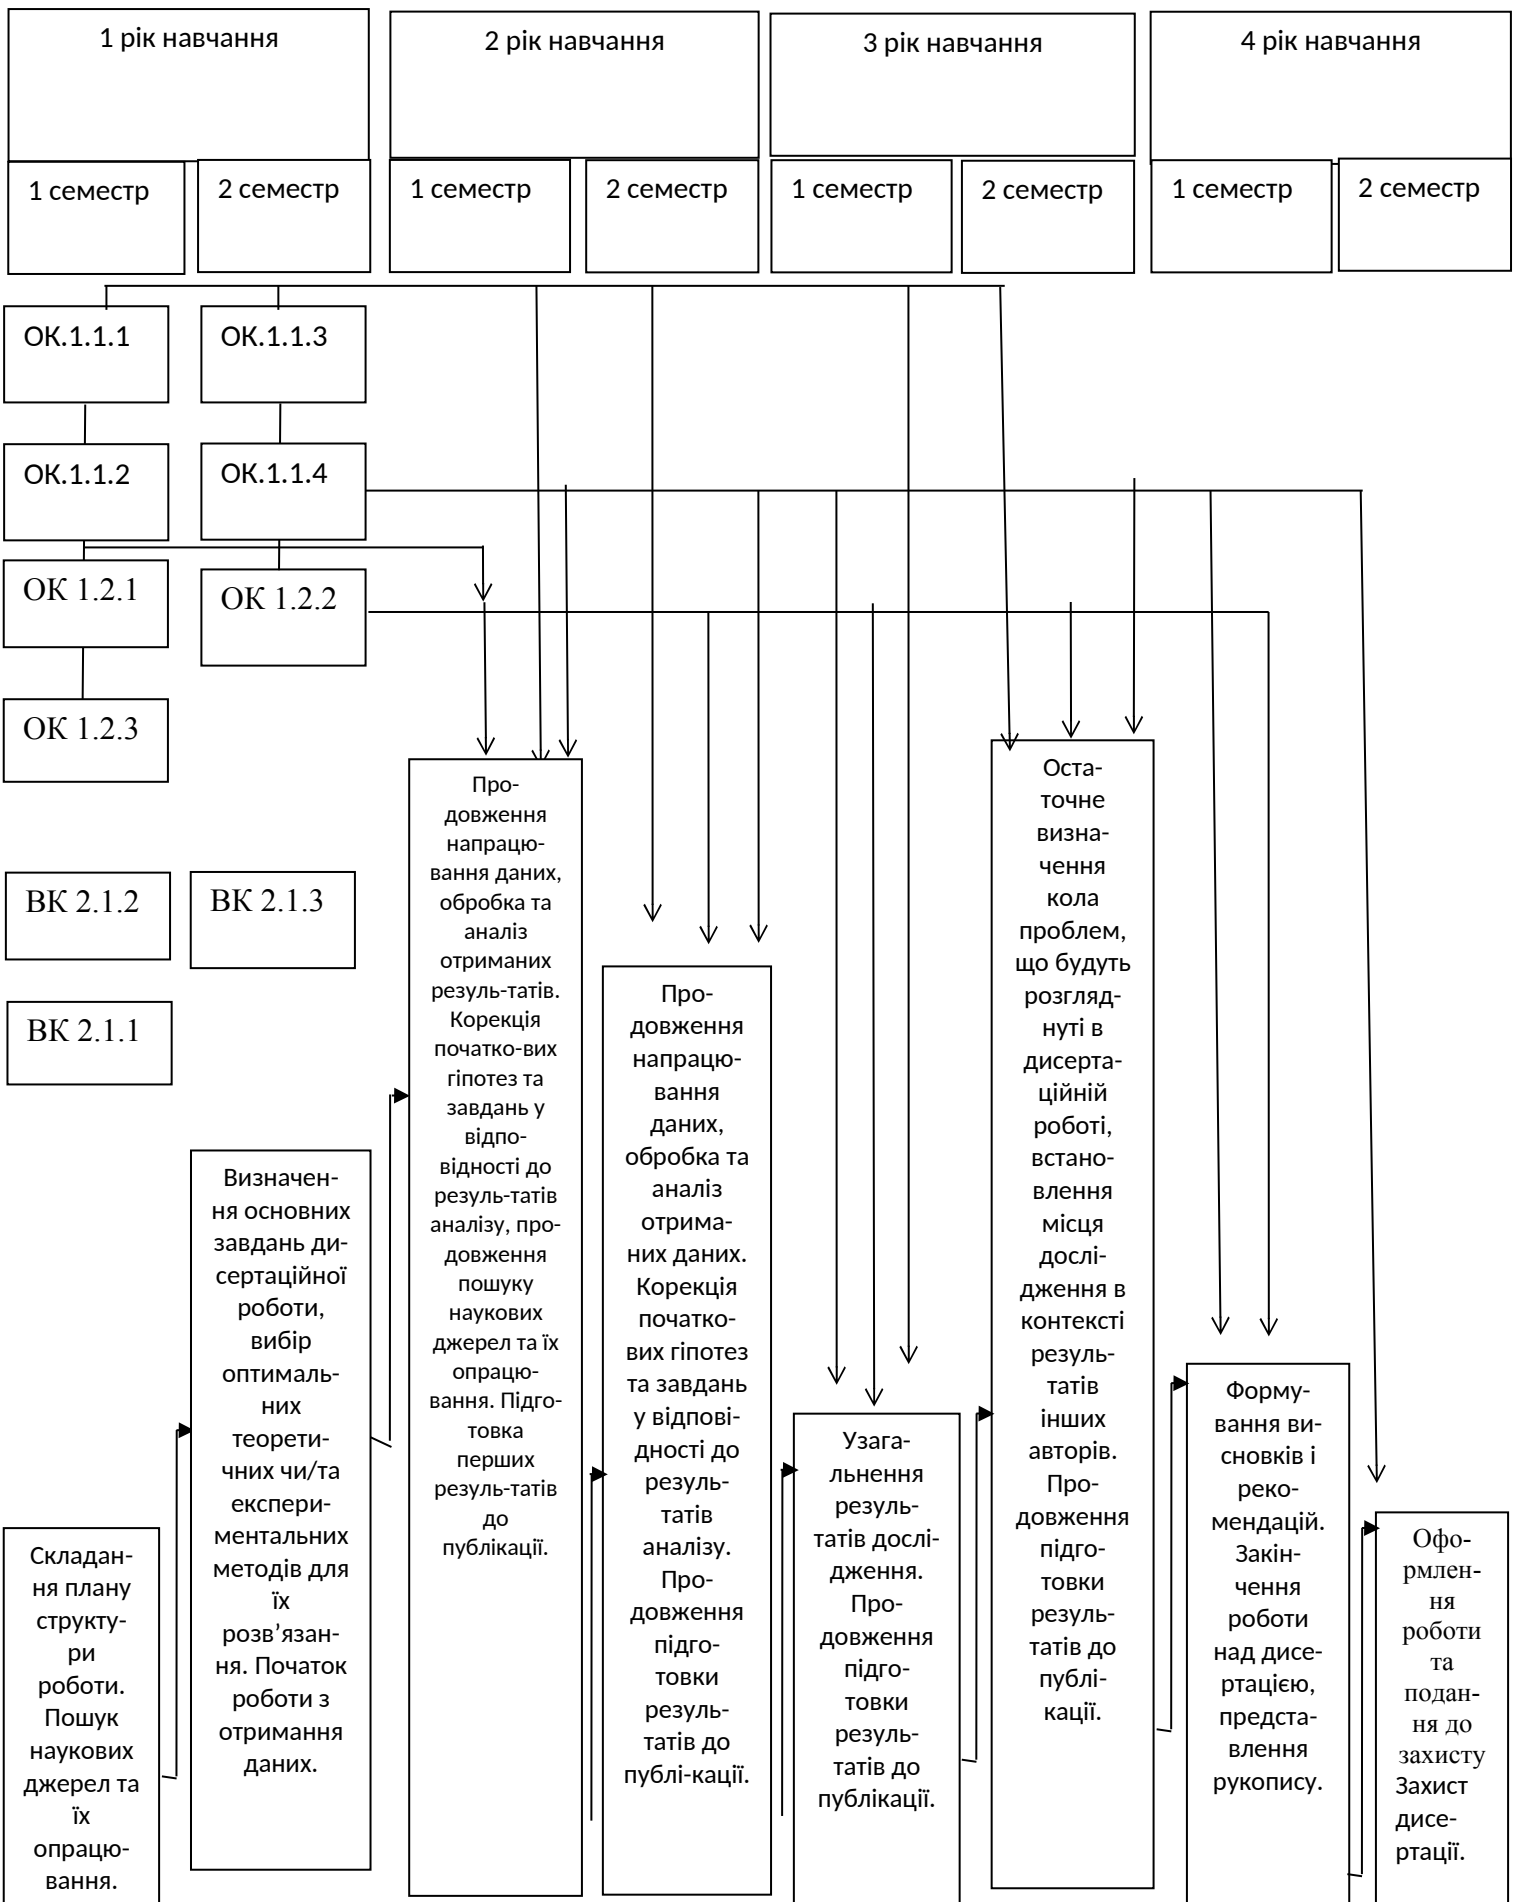 1 рік навчання
2 рік навчання
3 рік навчання
4 рік навчання
1 семестр
2 семестр
1 семестр
2 семестр
1 семестр
2 семестр
1 семестр
2 семестр
ОК.1.1.1
ОК.1.1.3
ОК.1.1.2
ОК.1.1.4
ОК 1.2.1
ОК 1.2.2
ОК 1.2.3
ВК 2.1.2
ВК 2.1.3
ВК 2.1.1
Складан-
ня плану
структу-
ри
роботи.
Пошук
наукових
джерел та
їх
опрацю-
вання.
Визначен-
ня основних
завдань ди-
сертаційної
роботи,
вибір
оптималь-
них
теорети-
чних чи/та
експери-
ментальних
методів для
їх
розв’язан-
ня. Початок
роботи з
отримання
даних.
Про-
довження
напрацю-
вання даних,
обробка та
аналіз
отриманих
резуль-татів.
Корекція
початко-вих
гіпотез та
завдань у
відпо-
відності до
резуль-татів
аналізу, про-
довження
пошуку
наукових
джерел та їх
опрацю-
вання. Підго-
товка
перших
резуль-татів
до
публікації.
Про-
довження
напрацю-
вання
даних,
обробка та
аналіз
отрима-
них даних.
Корекція
початко-
вих гіпотез
та завдань
у відпові-
дності до
резуль-
татів
аналізу.
Про-
довження
підго-
товки
резуль-
татів до
публі-кації.
Узага-
льнення
резуль-
татів дослі-
дження.
Про-
довження
підго-
товки
резуль-
татів до
публікації.
Оста-
точне
визна-
чення
кола
проблем,
що будуть
розгляд-
нуті в
дисерта-
ційній
роботі,
встано-
влення
місця
дослі-
дження в
контексті
резуль-
татів
інших
авторів.
Про-
довження
підго-
товки
резуль-
татів до
публі-
кації.
Форму-
вання ви-
сновків і
реко-
мендацій.
Закін-
чення
роботи
над дисе-
ртацією,
предста-
влення
рукопису.
Офо-
рмлен-
ня
роботи
та
подан-
ня до
захисту
Захист
дисе-
ртації.